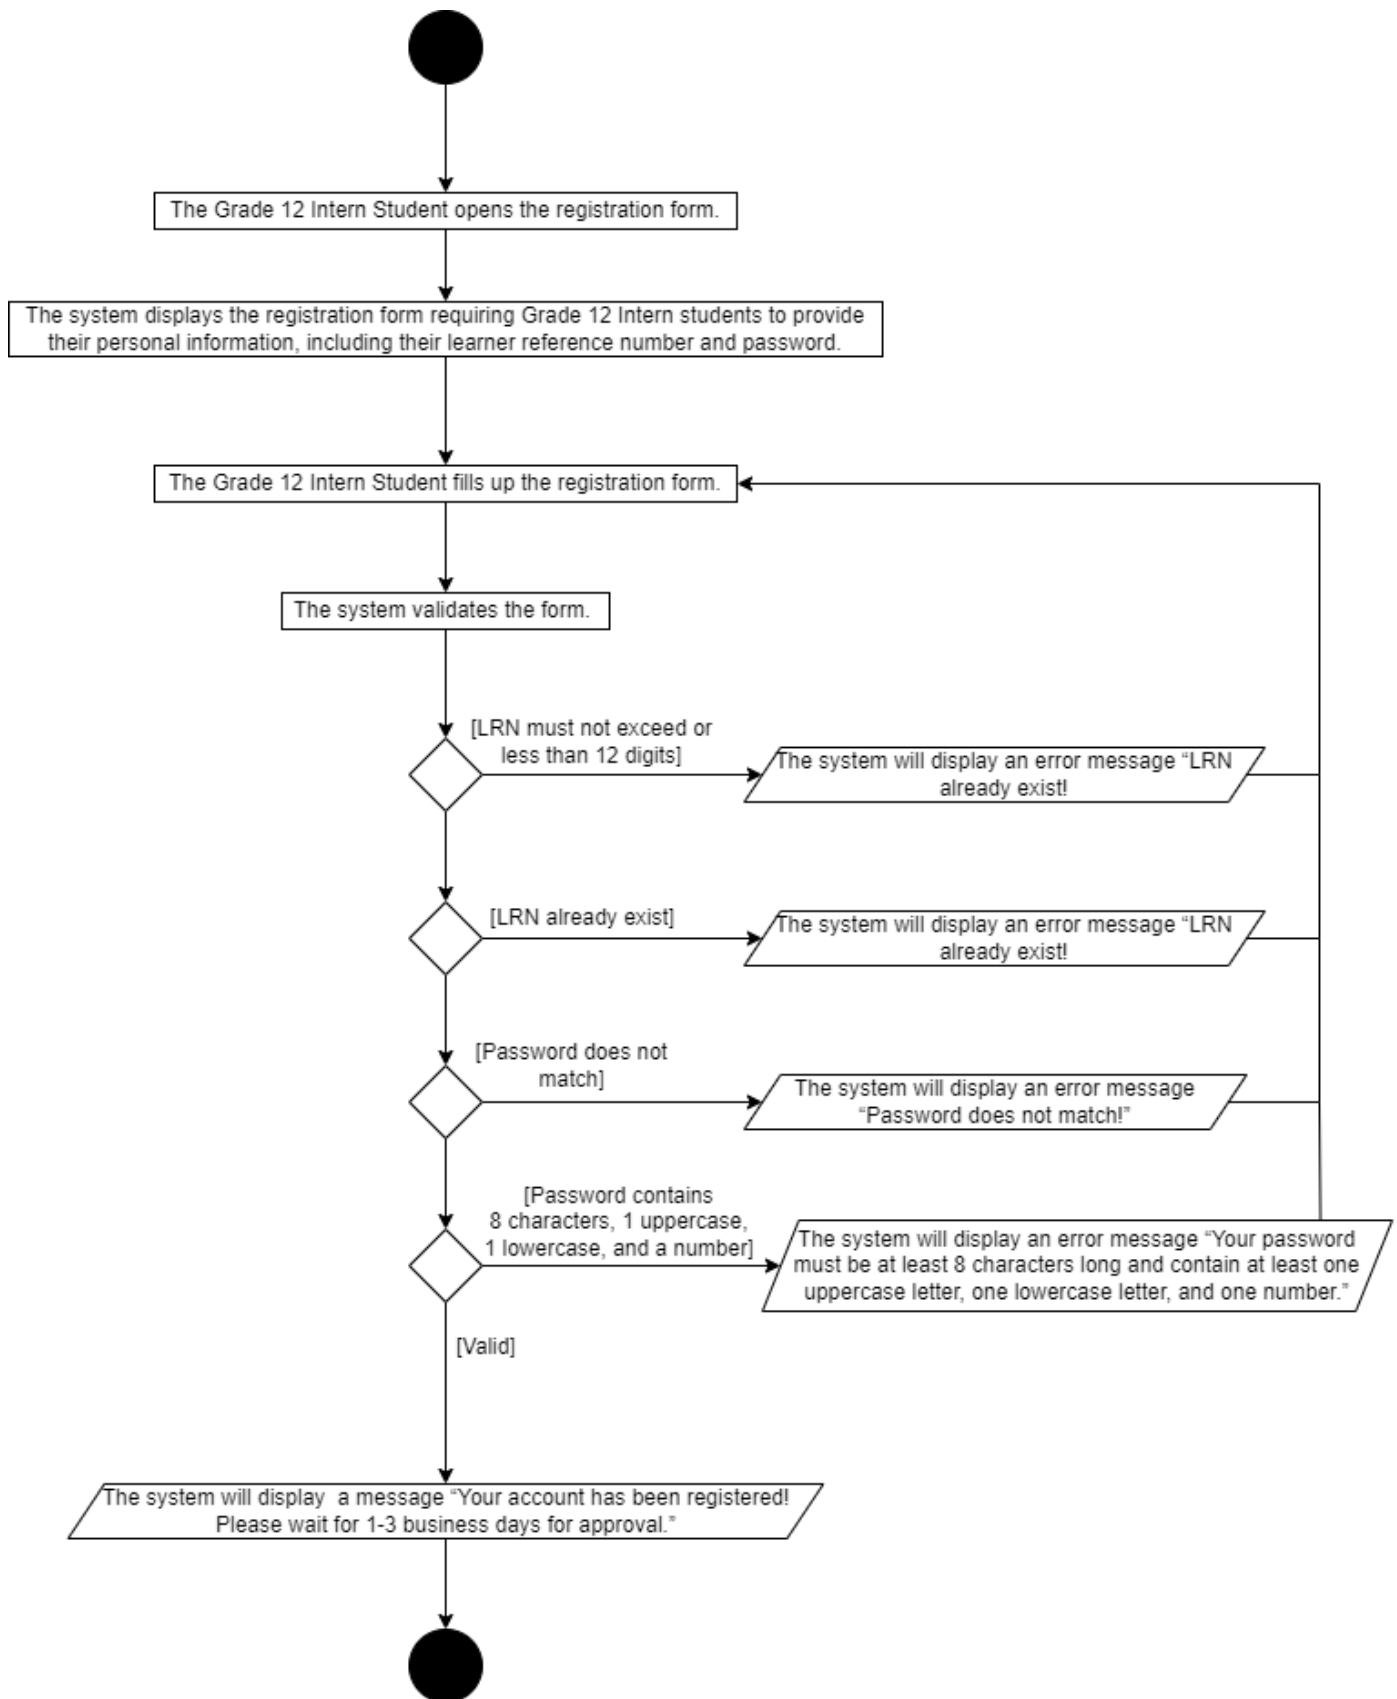 The Grade 12 Intern Student opens the registration form.
The system displays the registration form requiring Grade 12 Intern students to provide
their personal information, including their learner reference number and password.
The Grade 12 Intern Student fills up the registration form.
The system validates the form.
[LRN must not exceed or
less than 12 digits]
The system will display an error message “LRN
already exist!
[LRN already exist]
The system will display an error message “LRN
already exist!
[Password does not
match]
The system will display an error message
“Password does not match!”
[Password contains
8 characters, 1 uppercase,
1 lowercase, and a number]
The system will display an error message “Your password
must be at least 8 characters long and contain at least one
uppercase letter, one lowercase letter, and one number.”
[Valid]
The system will display  a message “Your account has been registered!
Please wait for 1-3 business days for approval.”